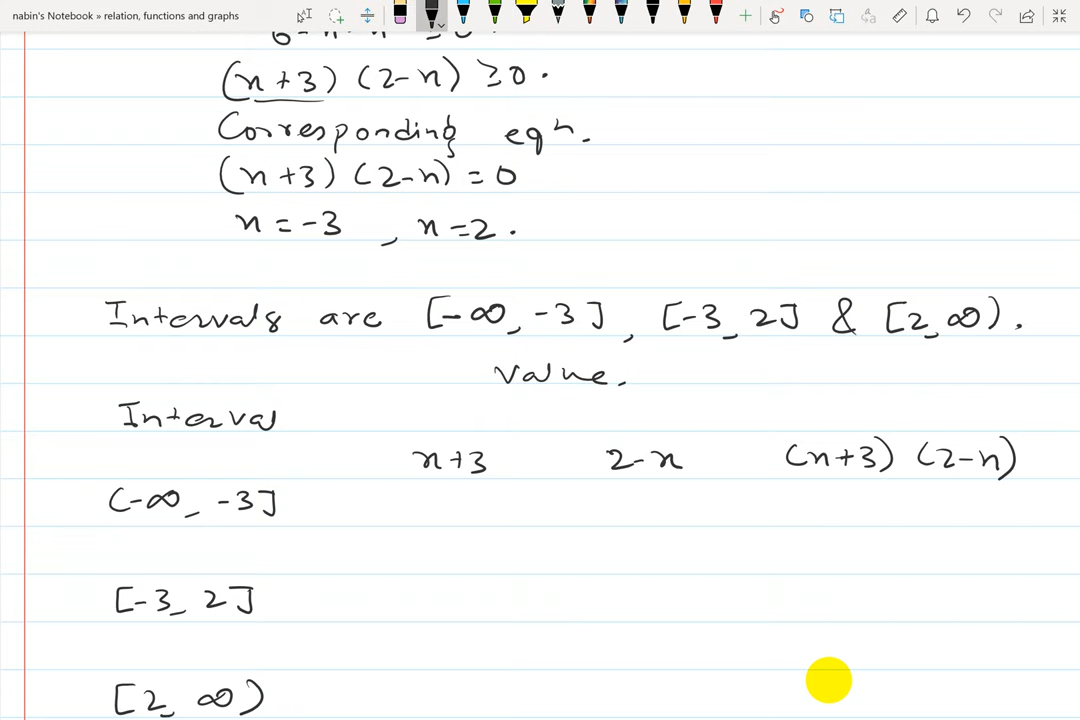 nabin's Notebook » relation, functions and graphs
(x+3) (2-x) ≥0.
Corresponding eqn.
(x+3) (2-x) = 0
x = -3 , x = 2.
Intervals are [-∞, -3] , [-3, 2] & [2, ∞).
Value.
Interval
x+3 2-x (x+3) (2-x)
(-∞, -3]
[-3, 2]
[2, ∞)